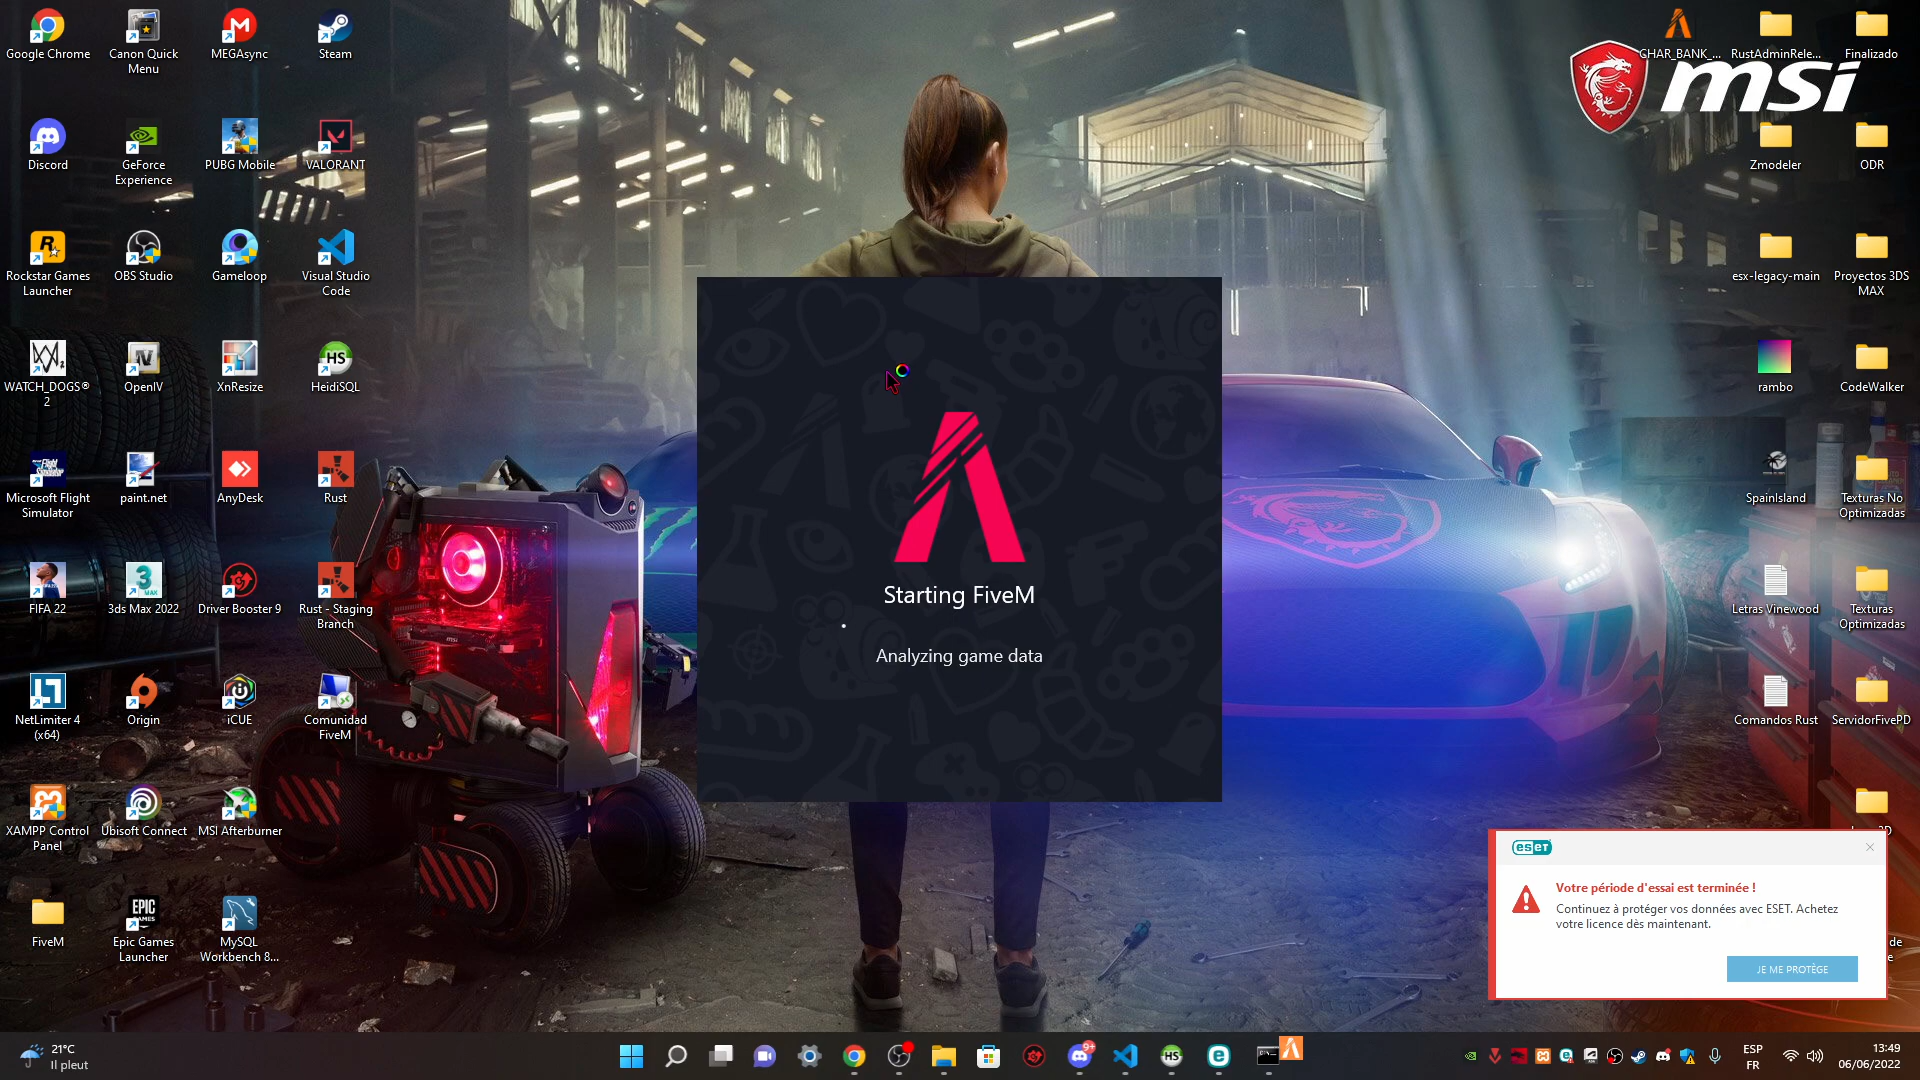 Google Chrome
Canon Quick
Menu
MEGAsync
Steam
CHAR_BANK_...
RustAdminRele...
Finalizado
msi
Discord
GeForce
Experience
PUBG Mobile
VALORANT
Zmodeler
ODR
Rockstar Games
Launcher
OBS Studio
Gameloop
Visual Studio
Code
esx-legacy-main
Proyectos 3DS
MAX
WATCH_DOGS®
2
OpenIV
XnResize
HeidiSQL
rambo
CodeWalker
Microsoft Flight
Simulator
paint.net
AnyDesk
Rust
SpainIsland
Texturas No
Optimizadas
FIFA 22
3ds Max 2022
Driver Booster 9
Rust - Staging
Branch
Starting FiveM
Analyzing game data
Letras Vinewood
Texturas
Optimizadas
NetLimiter 4
(x64)
Origin
iCUE
Comunidad
FiveM
Comandos Rust
ServidorFivePD
XAMPP Control
Panel
Ubisoft Connect
MSI Afterburner
FiveM
Epic Games
Launcher
MySQL
Workbench 8...
eseT
Votre période d'essai est terminée !
Continuez à protéger vos données avec ESET. Achetez
votre licence dès maintenant.
JE ME PROTÈGE
de
21°C
Il pleut
9+
ESP
FR
13:49
06/06/2022